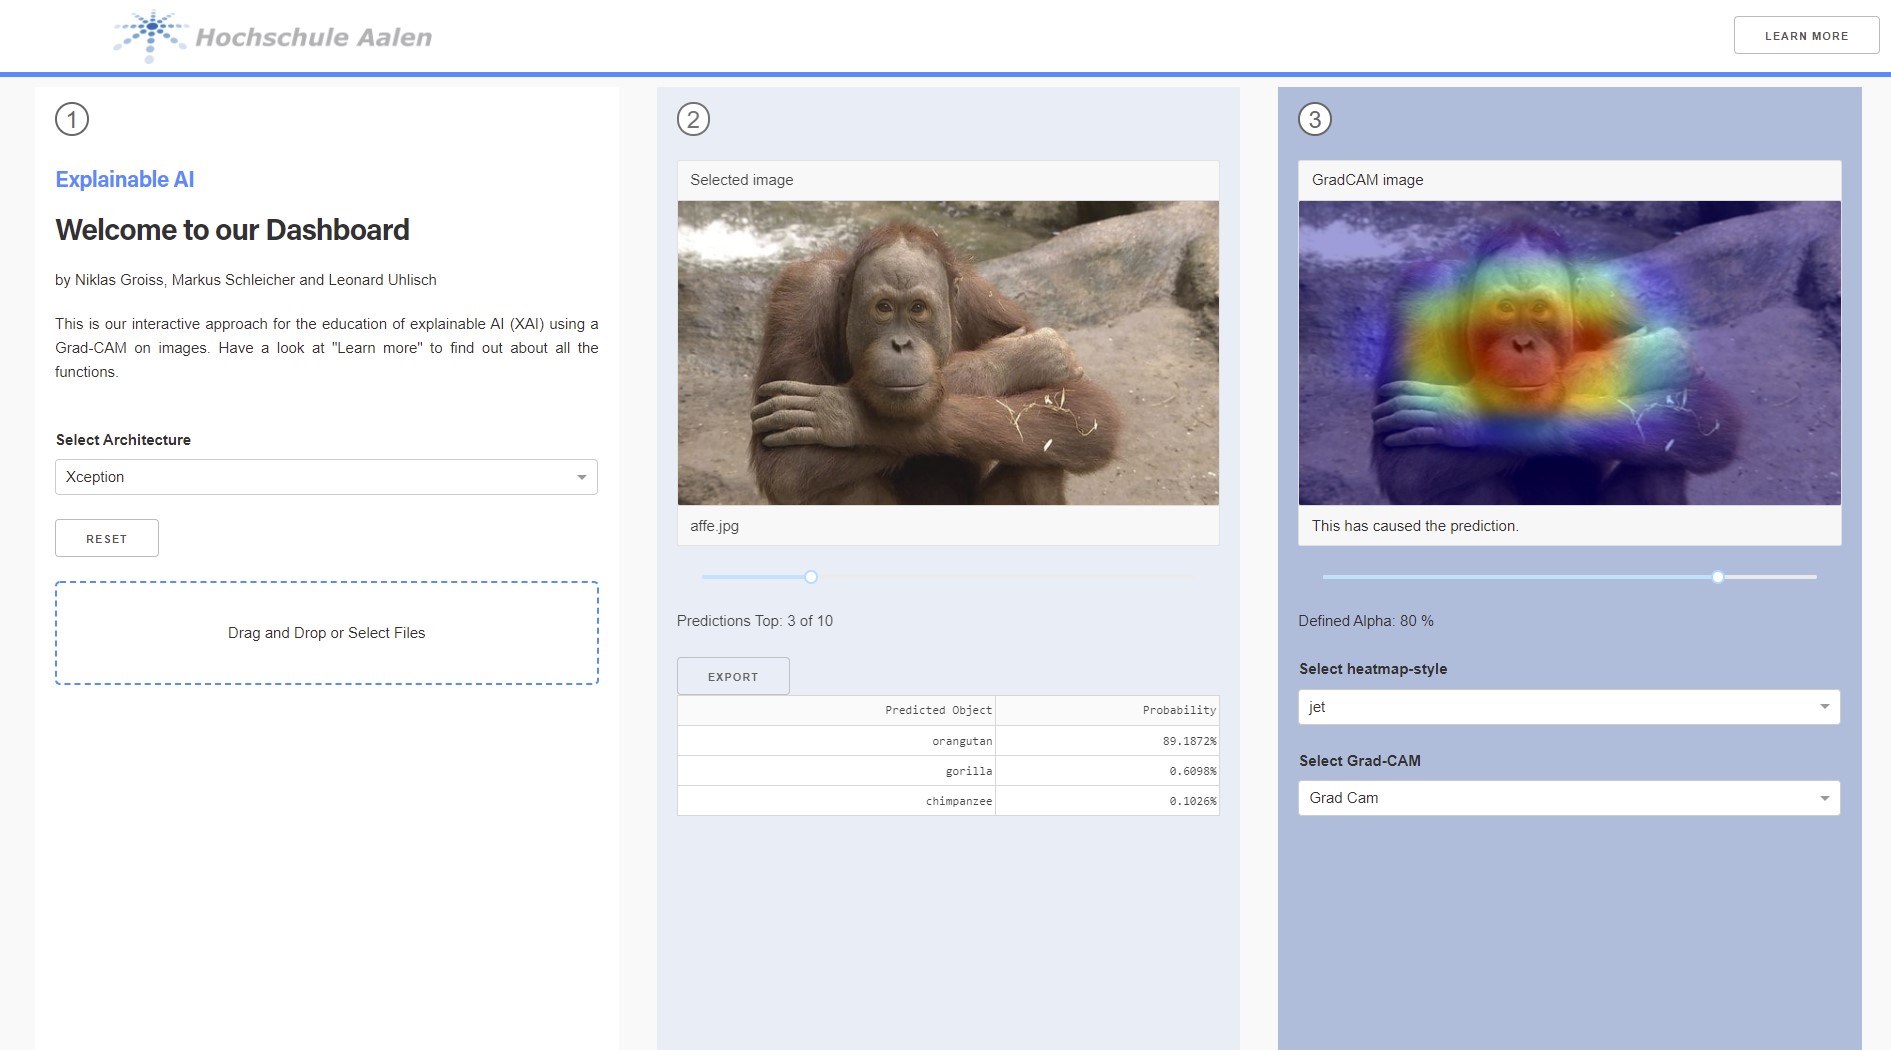 Hochschule Aalen
LEARN MORE
1
Explainable AI
Welcome to our Dashboard
by Niklas Groiss, Markus Schleicher and Leonard Uhlisch
This is our interactive approach for the education of explainable AI (XAI) using a
Grad-CAM on images. Have a look at "Learn more" to find out about all the
functions.
Select Architecture
Xception
RESET
Drag and Drop or Select Files
2
Selected image
affe.jpg
Predictions Top: 3 of 10
EXPORT
Predicted Object Probability
orangutan 89.1872%
gorilla 0.6098%
chimpanzee 0.1026%
3
GradCAM image
This has caused the prediction.
Defined Alpha: 80 %
Select heatmap-style
jet
Select Grad-CAM
Grad Cam